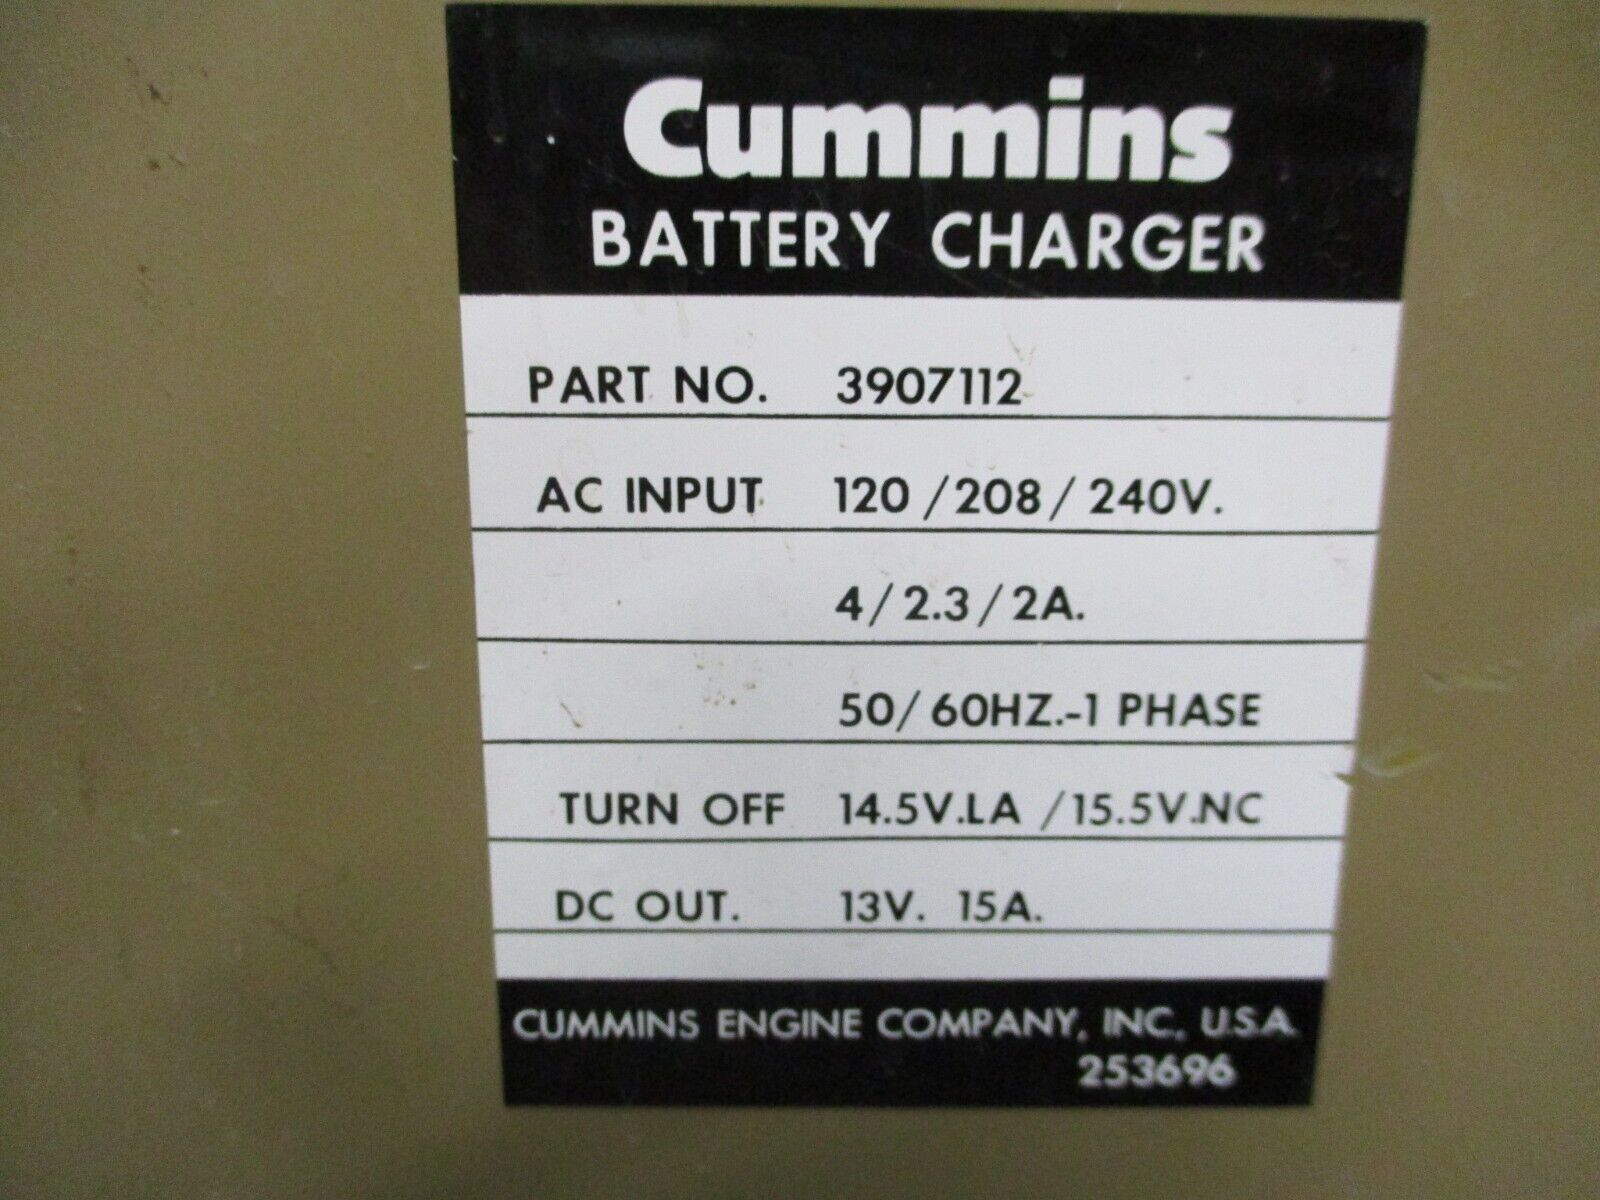 Cummins
BATTERY CHARGER
PART NO. 3907112
AC INPUT 120/208/240V.
4/2.3/2A.
50/60HZ.-1 PHASE
TURN OFF 14.5V.LA /15.5V.NC
DC OUT. 13V. 15A.
CUMMINS ENGINE COMPANY, INC, U.S.A.
253696